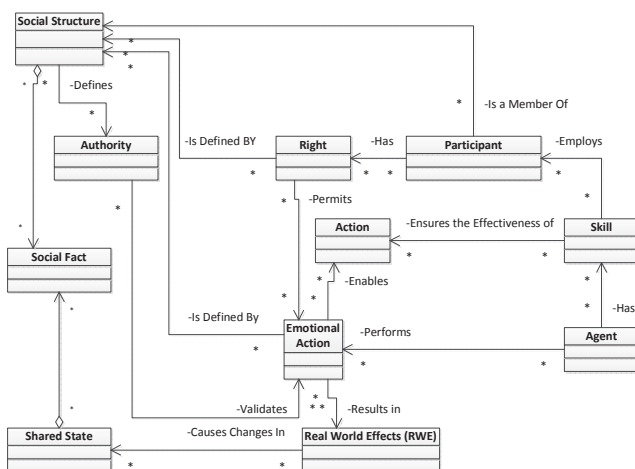 Social Structure
*
*
*
*
*
-Defines
*
*
-Is a Member Of
Authority
-Is Defined BY
Right
-Has
Participant
-Employs
*
*
*
*
*
*
-Permits
*
*
*
Action
-Ensures the Effectiveness of
Skill
*
*
*
Social Fact
*
*
-Enables
*
*
*
*
-Has
*
-Is Defined By
Emotional
Action
-Performs
Agent
*
*
*
*
-Validates
*
* *
-Results in
*
Shared State
-Causes Changes In
Real World Effects (RWE)
*
*